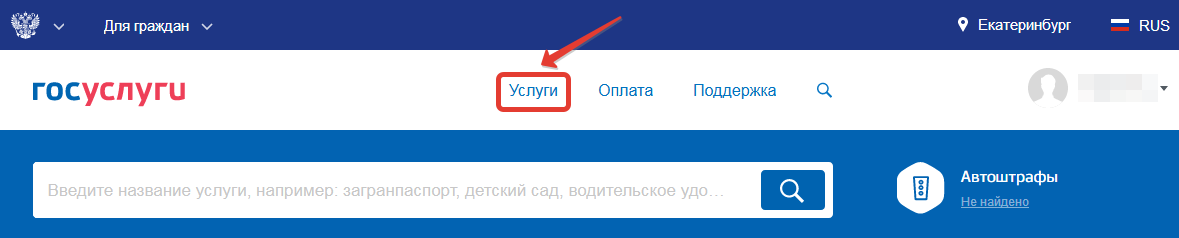 Для граждан
Екатеринбург
RUS
госуслуги
Услуги
Оплата
Поддержка
Введите название услуги, например: загранпаспорт, детский сад, водительское удо...
Автоштрафы
Не найдено